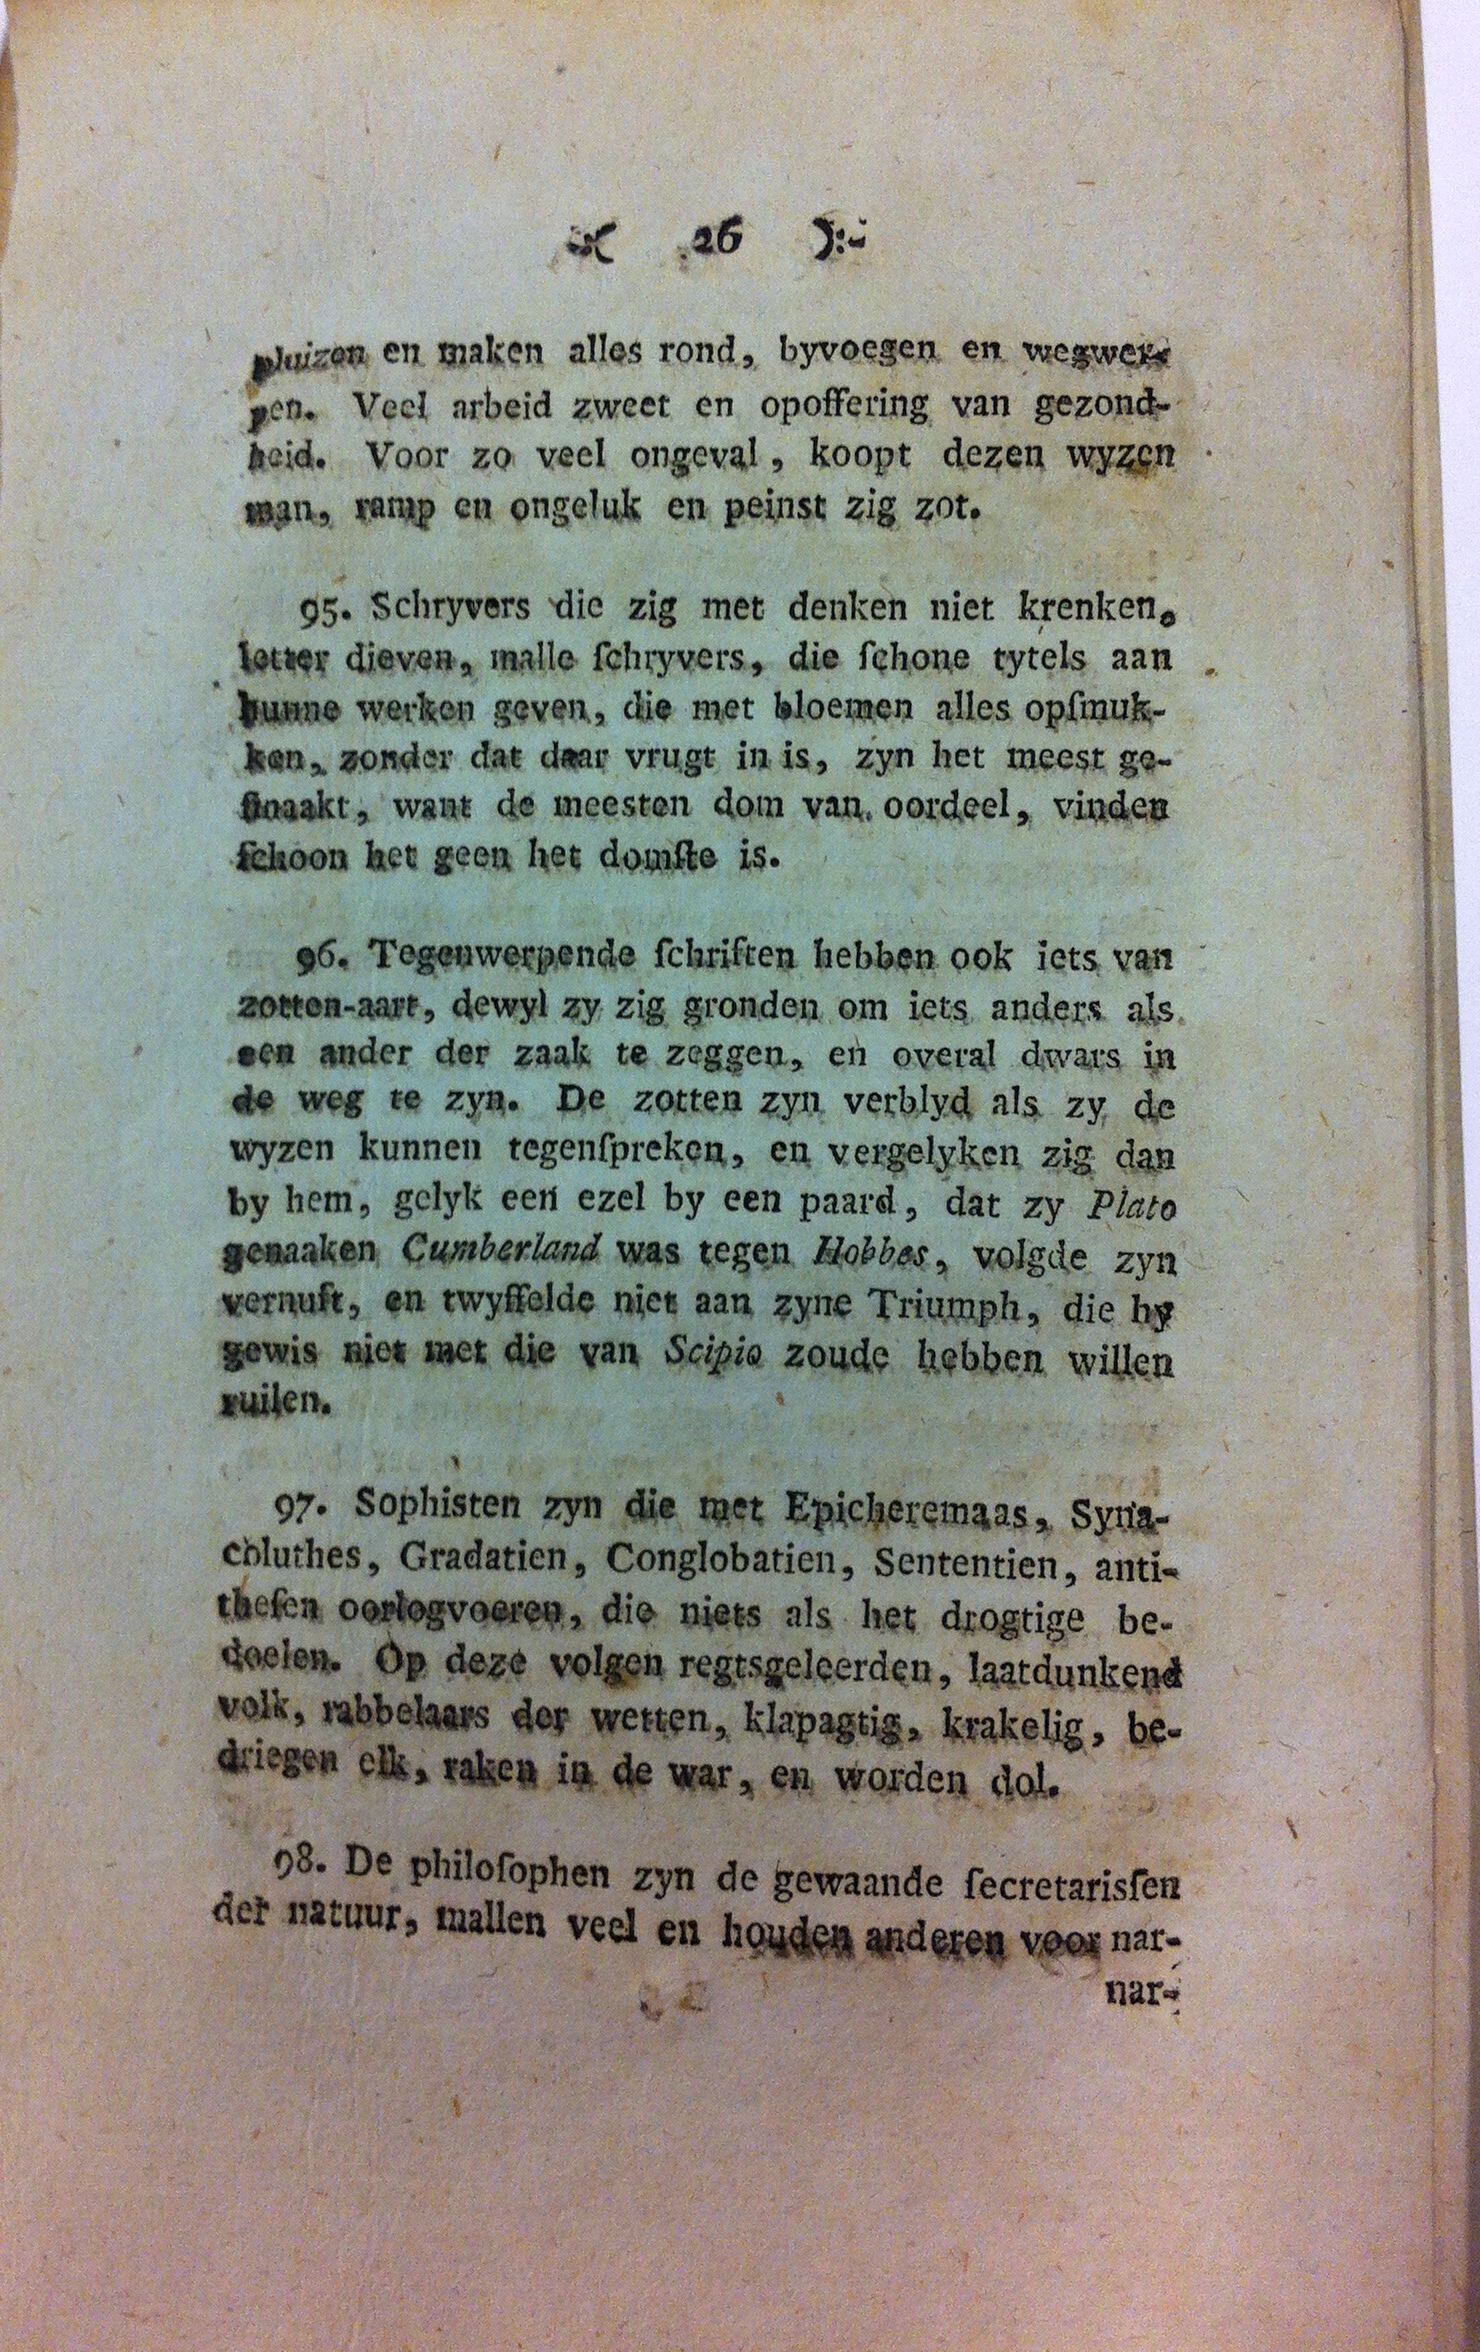 26
pluizen en maken alles rond, byvoegen en wegwer-
pen. Veel arbeid zweet en opoffering van gezond-
heid. Voor zo veel ongeval, koopt dezen wyzen
man, ramp en ongeluk en peinst zig zot.
95. Schryvers die zig met denken niet krenken,
letter dieven, malle ſchryvers, die ſchone tytels aan
hunne werken geven, die met bloemen alles opſmuk-
ken, zonder dat daar vrugt in is, zyn het meest ge-
ſmaakt, want de meesten dom van oordeel, vinden
ſchoon het geen het domſte is.
96. Tegenwerpende ſchriften hebben ook iets van
zotten-aart, dewyl zy zig gronden om iets anders als
een ander der zaak te zeggen, en overal dwars in
de weg te zyn. De zotten zyn verblyd als zy de
wyzen kunnen tegenſpreken, en vergelyken zig dan
by hem, gelyk een ezel by een paard, dat zy Plato
genaaken Cumberland was tegen Hobbes, volgde zyn
vernuft, en twyffelde niet aan zyne Triumph, die hy
gewis niet met die van Scipio zoude hebben willen
ruilen.
97. Sophisten zyn die met Epicheremaas, Syna-
choluthes, Gradatien, Conglobatien, Sententien, anti-
theſen oorlogvoeren, die niets als het drogtige be-
doelen. Op deze volgen regtsgeleerden, laatdunkend
volk, rabbelaars der wetten, klapagtig, krakelig, be-
driegen elk, raken in de war, en worden dol.
98. De philoſophen zyn de gewaande ſecretarisſen
der natuur, mallen veel en houden anderen voor nar-
nar-